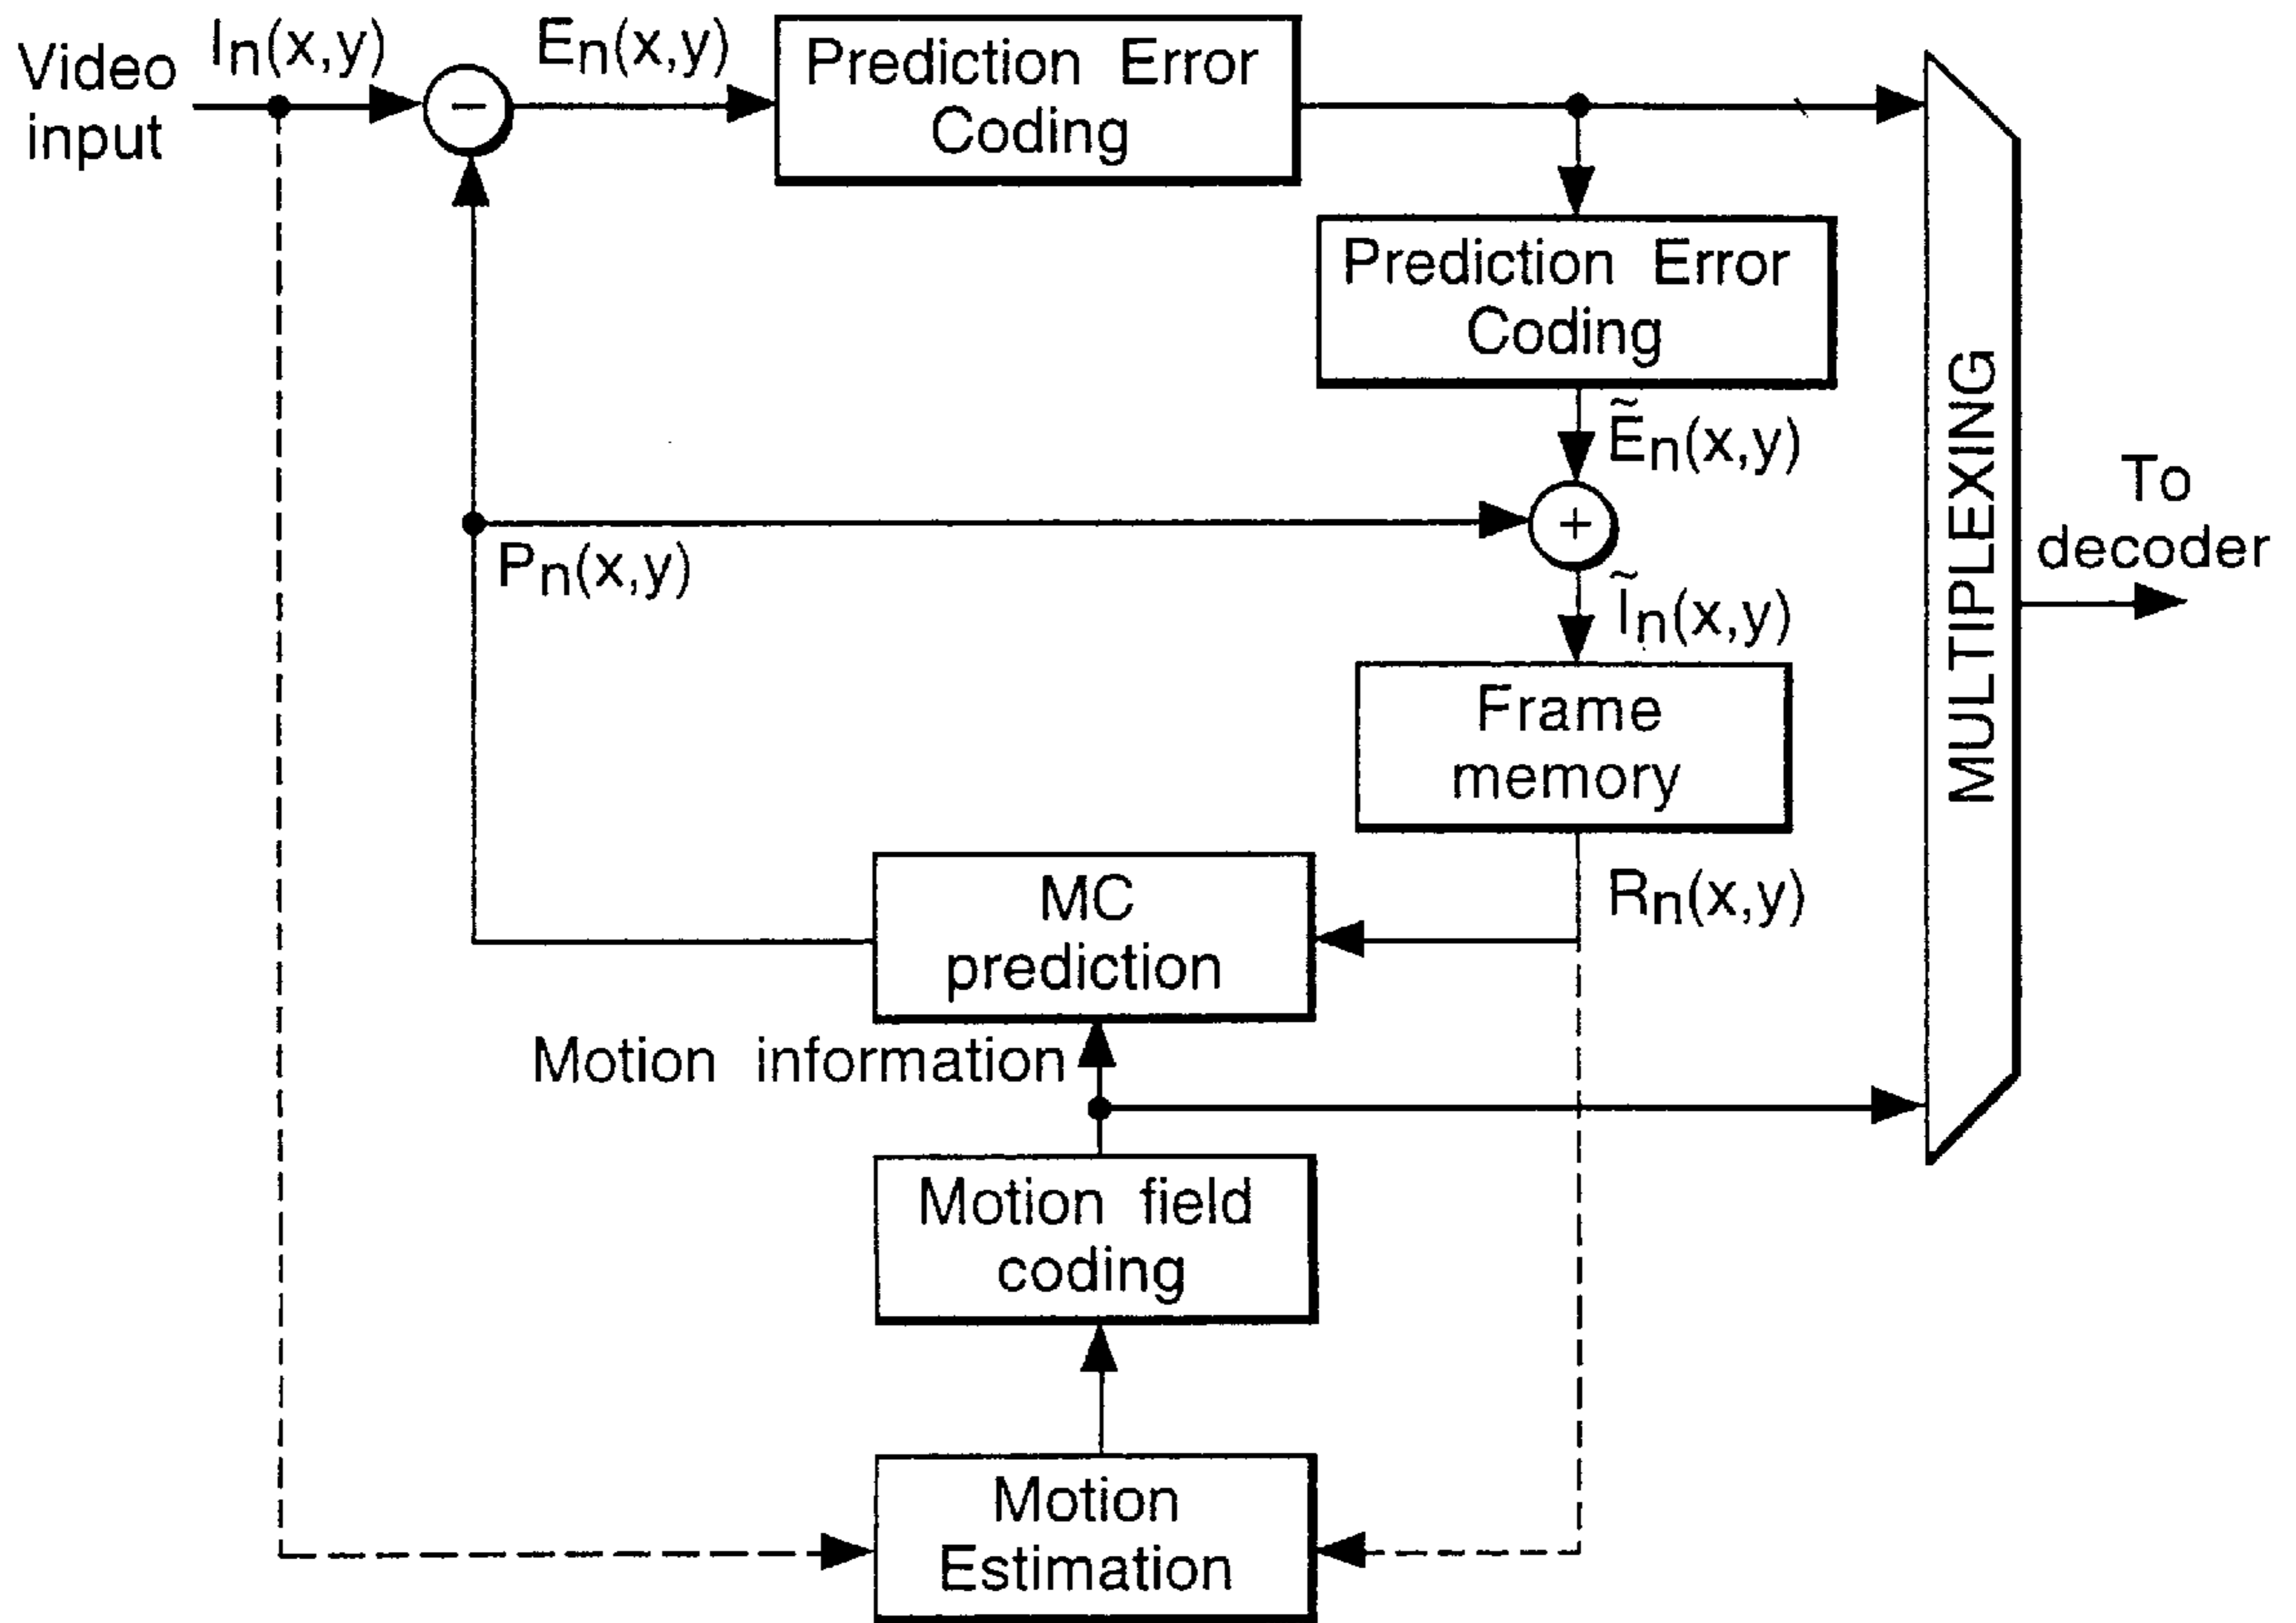 Video
input
In(x,y)
−
En(x,y)
Prediction Error
Coding
Prediction Error
Coding
Ẽn(x,y)
+
Pn(x,y)
Ĩn(x,y)
Frame
memory
Rn(x,y)
MC
prediction
Motion information
Motion field
coding
Motion
Estimation
MULTIPLEXING
To
decoder